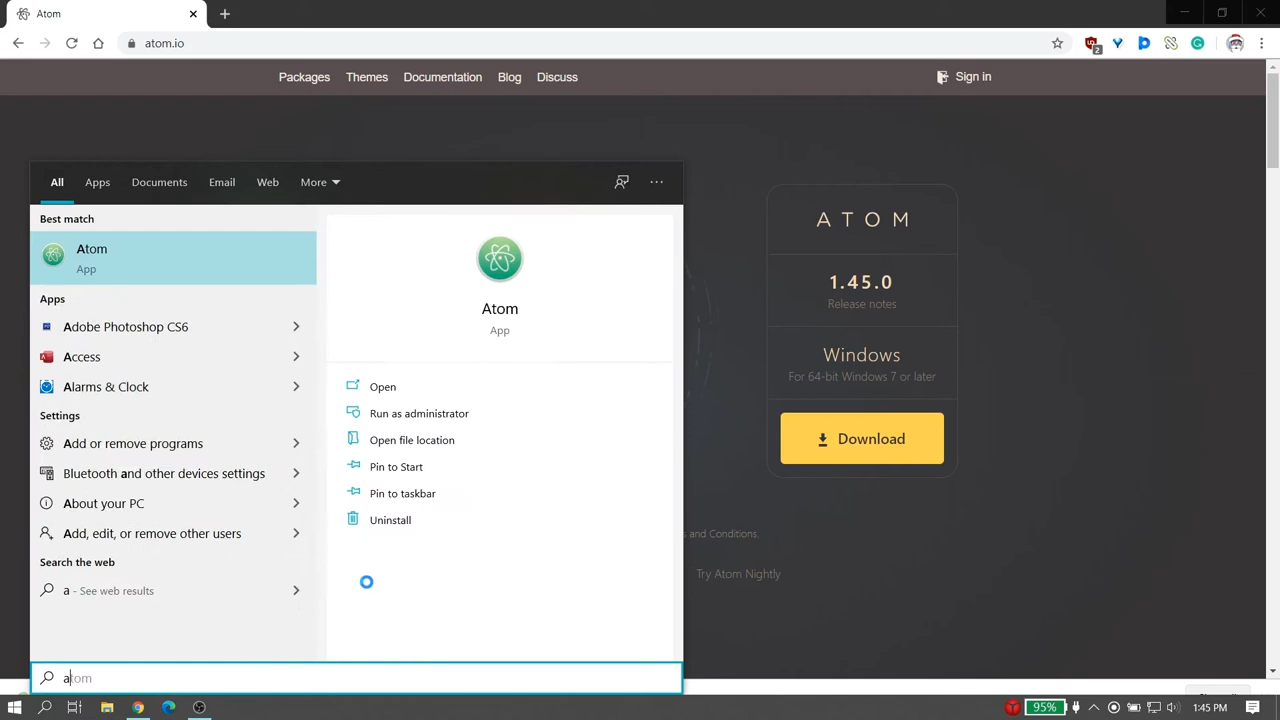 Atom
atom.io
2
Packages
Themes
Documentation
Blog
Discuss
Sign in
All
Apps
Documents
Email
Web
More
Best match
Atom
App
Apps
Adobe Photoshop CS6
Access
Alarms & Clock
Settings
Add or remove programs
Bluetooth and other devices settings
About your PC
Add, edit, or remove other users
Search the web
a - See web results
Atom
App
Open
Run as administrator
Open file location
Pin to Start
Pin to taskbar
Uninstall
atom
ATOM
1.45.0
Release notes
Windows
For 64-bit Windows 7 or later
Download
and Conditions.
Try Atom Nightly
95%
1:45 PM